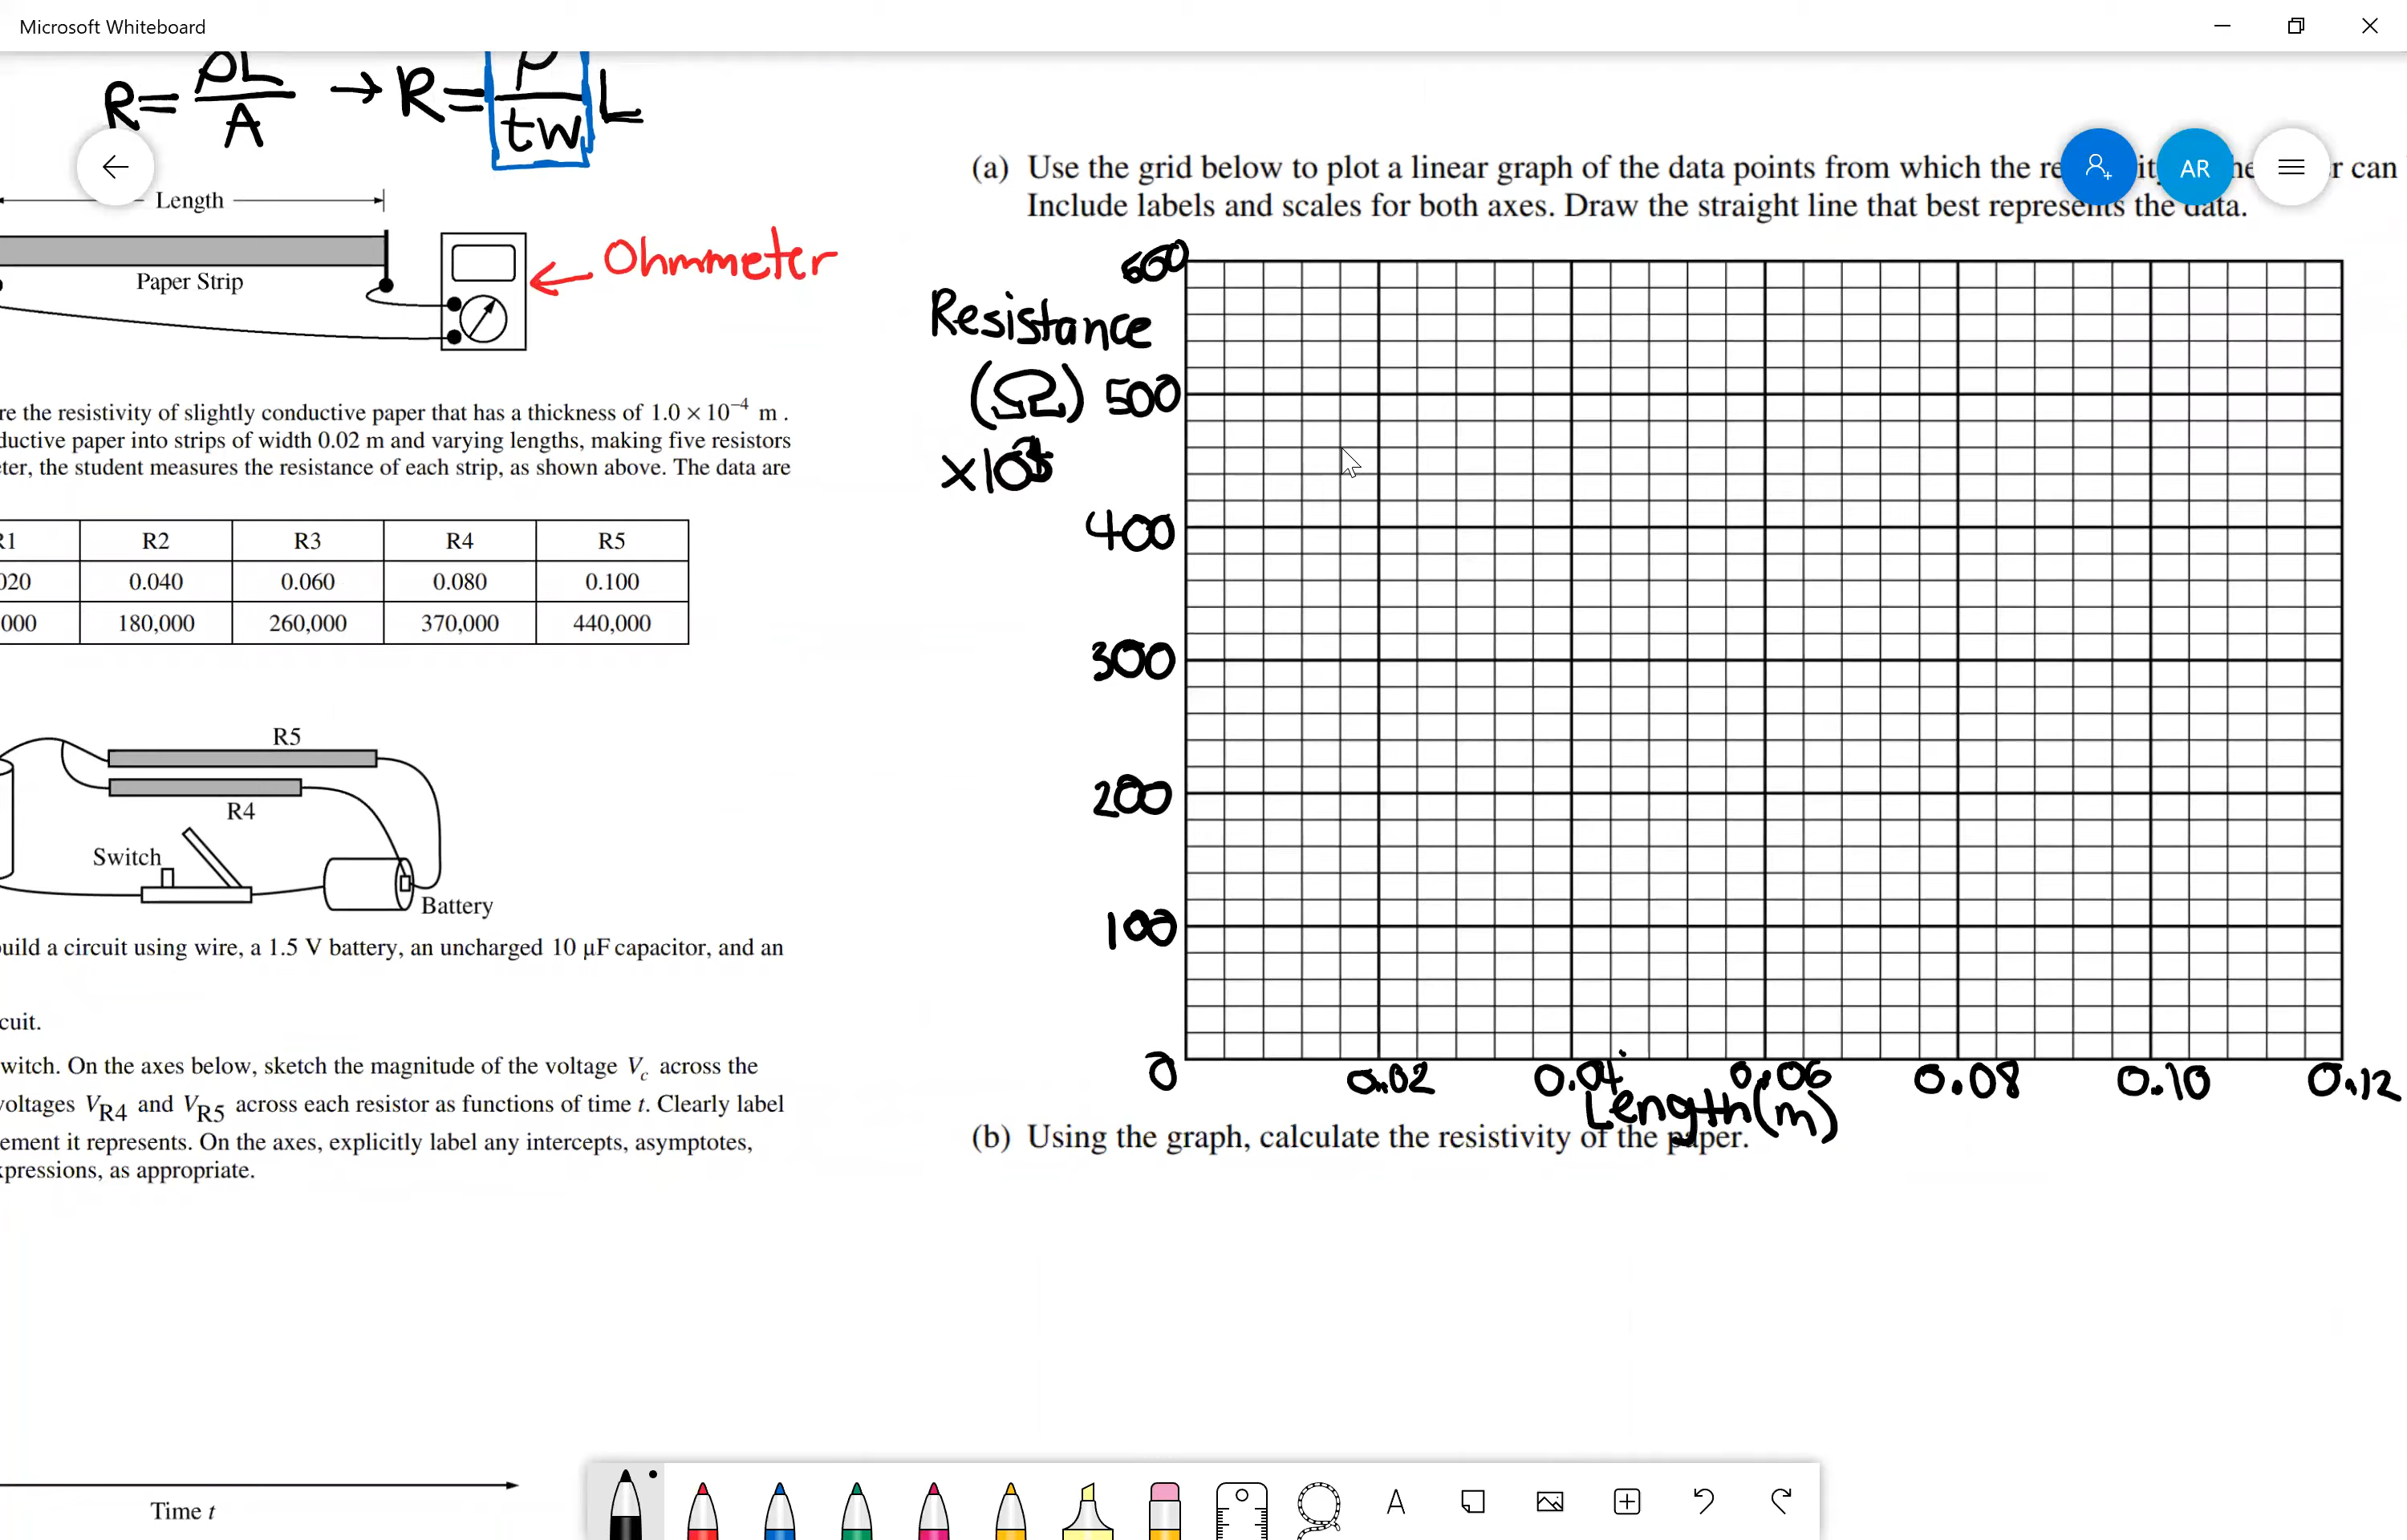 Microsoft Whiteboard
R = ρL/A → R = ρ/tw L
Length
Paper Strip
Ohmmeter
re the resistivity of slightly conductive paper that has a thickness of 1.0 × 10⁻⁴ m .
ductive paper into strips of width 0.02 m and varying lengths, making five resistors
ter, the student measures the resistance of each strip, as shown above. The data are
R1 R2 R3 R4 R5
020 0.040 0.060 0.080 0.100
000 180,000 260,000 370,000 440,000
R5
R4
Switch
Battery
build a circuit using wire, a 1.5 V battery, an uncharged 10 μF capacitor, and an
cuit.
witch. On the axes below, sketch the magnitude of the voltage Vc across the
voltages VR4 and VR5 across each resistor as functions of time t. Clearly label
ement it represents. On the axes, explicitly label any intercepts, asymptotes,
xpressions, as appropriate.
Time t
AR
(a) Use the grid below to plot a linear graph of the data points from which the re it he r can
Include labels and scales for both axes. Draw the straight line that best represents the data.
600
Resistance
(Ω) 500
400
300
200
100
0 0.02 0.04 0.06 0.08 0.10 0.12
Length (m)
(b) Using the graph, calculate the resistivity of the paper.
A